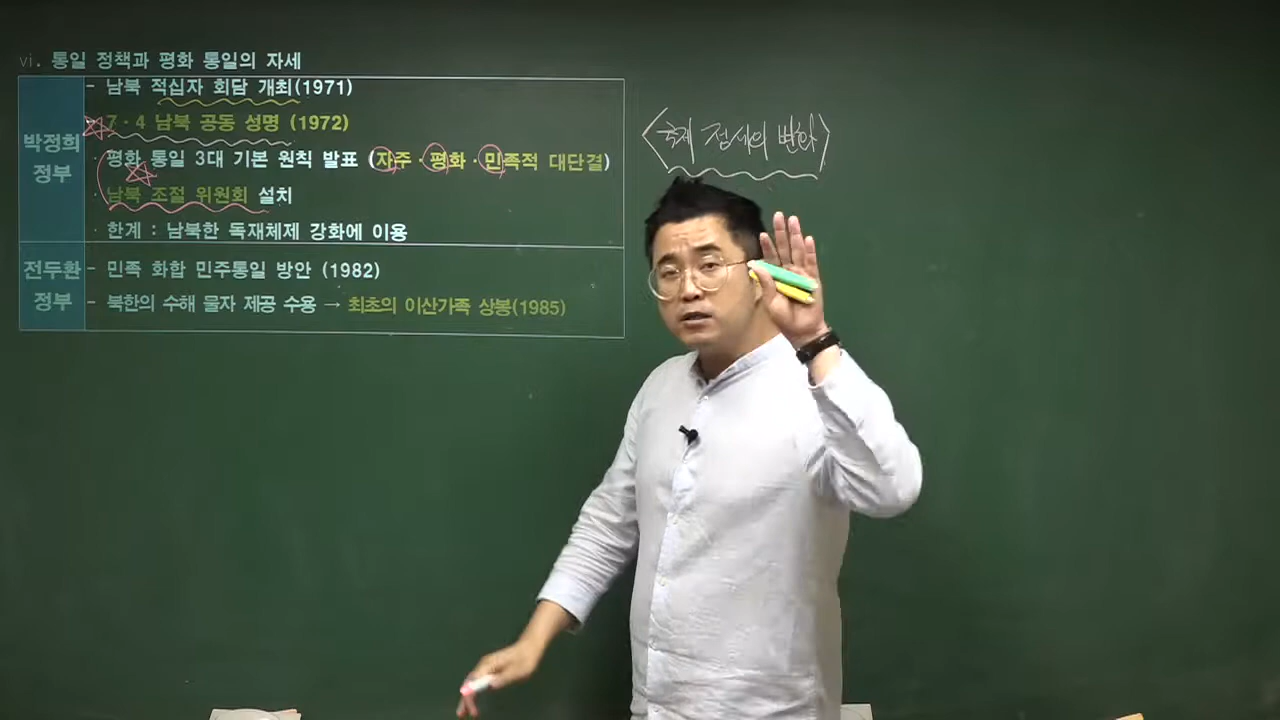 vi. 통일 정책과 평화 통일의 자세
박정희 정부
- 남북 적십자 회담 개최(1971)
7·4 남북 공동 성명 (1972)
· 평화 통일 3대 기본 원칙 발표 (자주·평화·민족적 대단결)
· 남북 조절 위원회 설치
· 한계 : 남북한 독재체제 강화에 이용
전두환 정부
- 민족 화합 민주통일 방안 (1982)
- 북한의 수해 물자 제공 수용 → 최초의 이산가족 상봉(1985)
<국제 정세의 변화>